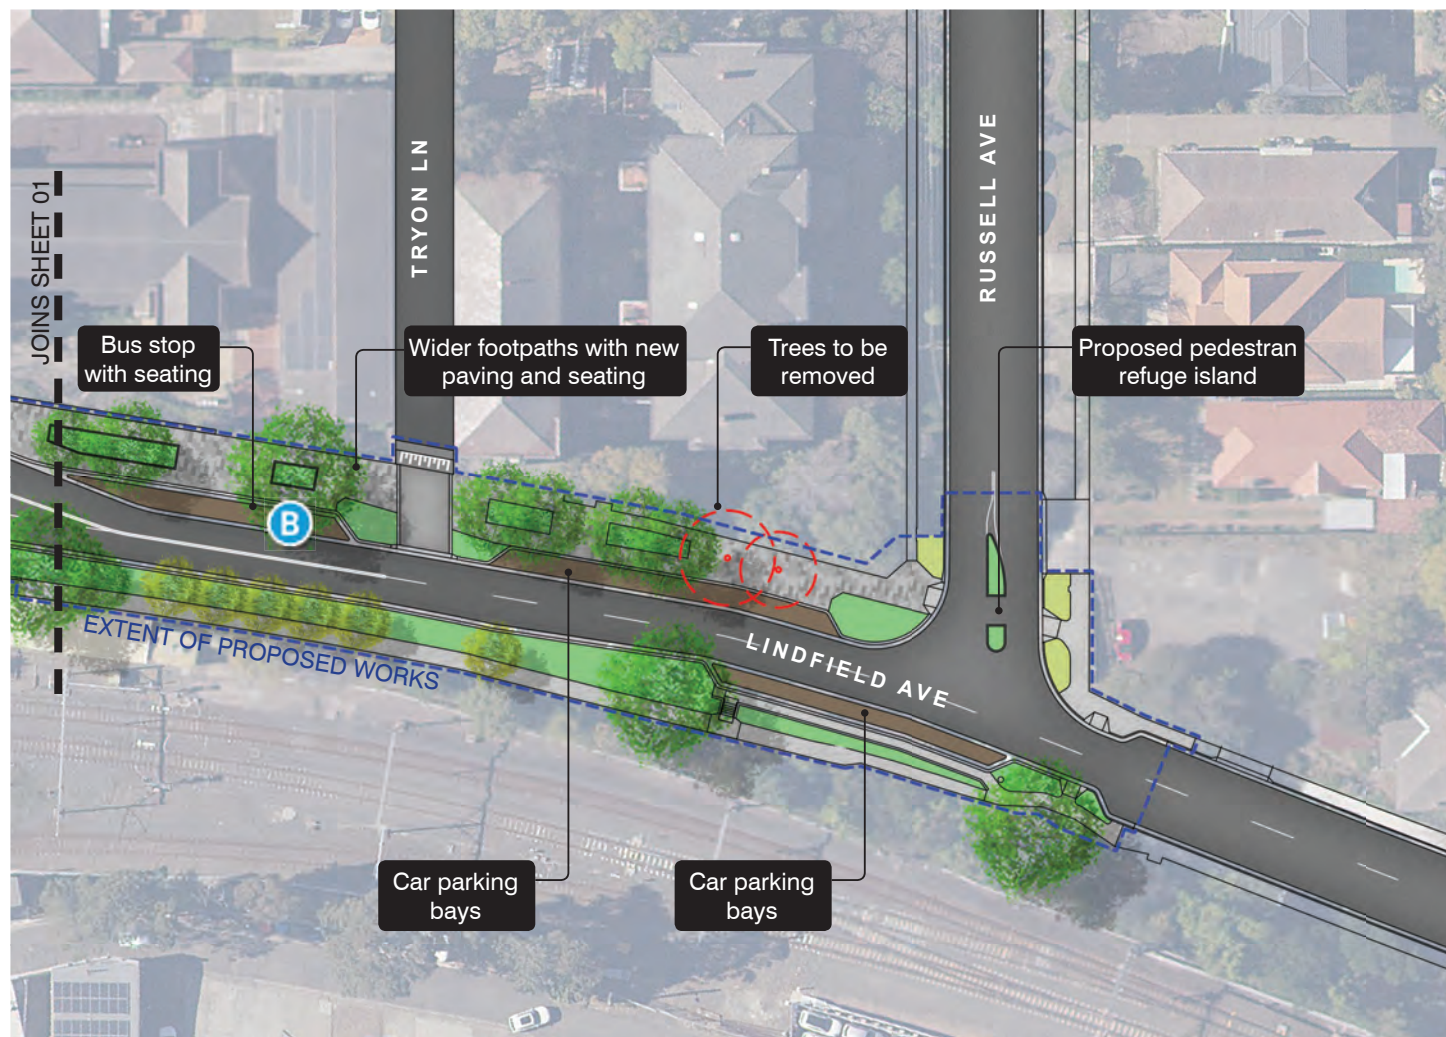 TRYON LN
RUSSELL AVE
JOINS SHEET 01
Bus stop
with seating
Wider footpaths with new
paving and seating
Trees to be
removed
Proposed pedestran
refuge island
B
EXTENT OF PROPOSED WORKS
LINDFIELD AVE
Car parking
bays
Car parking
bays